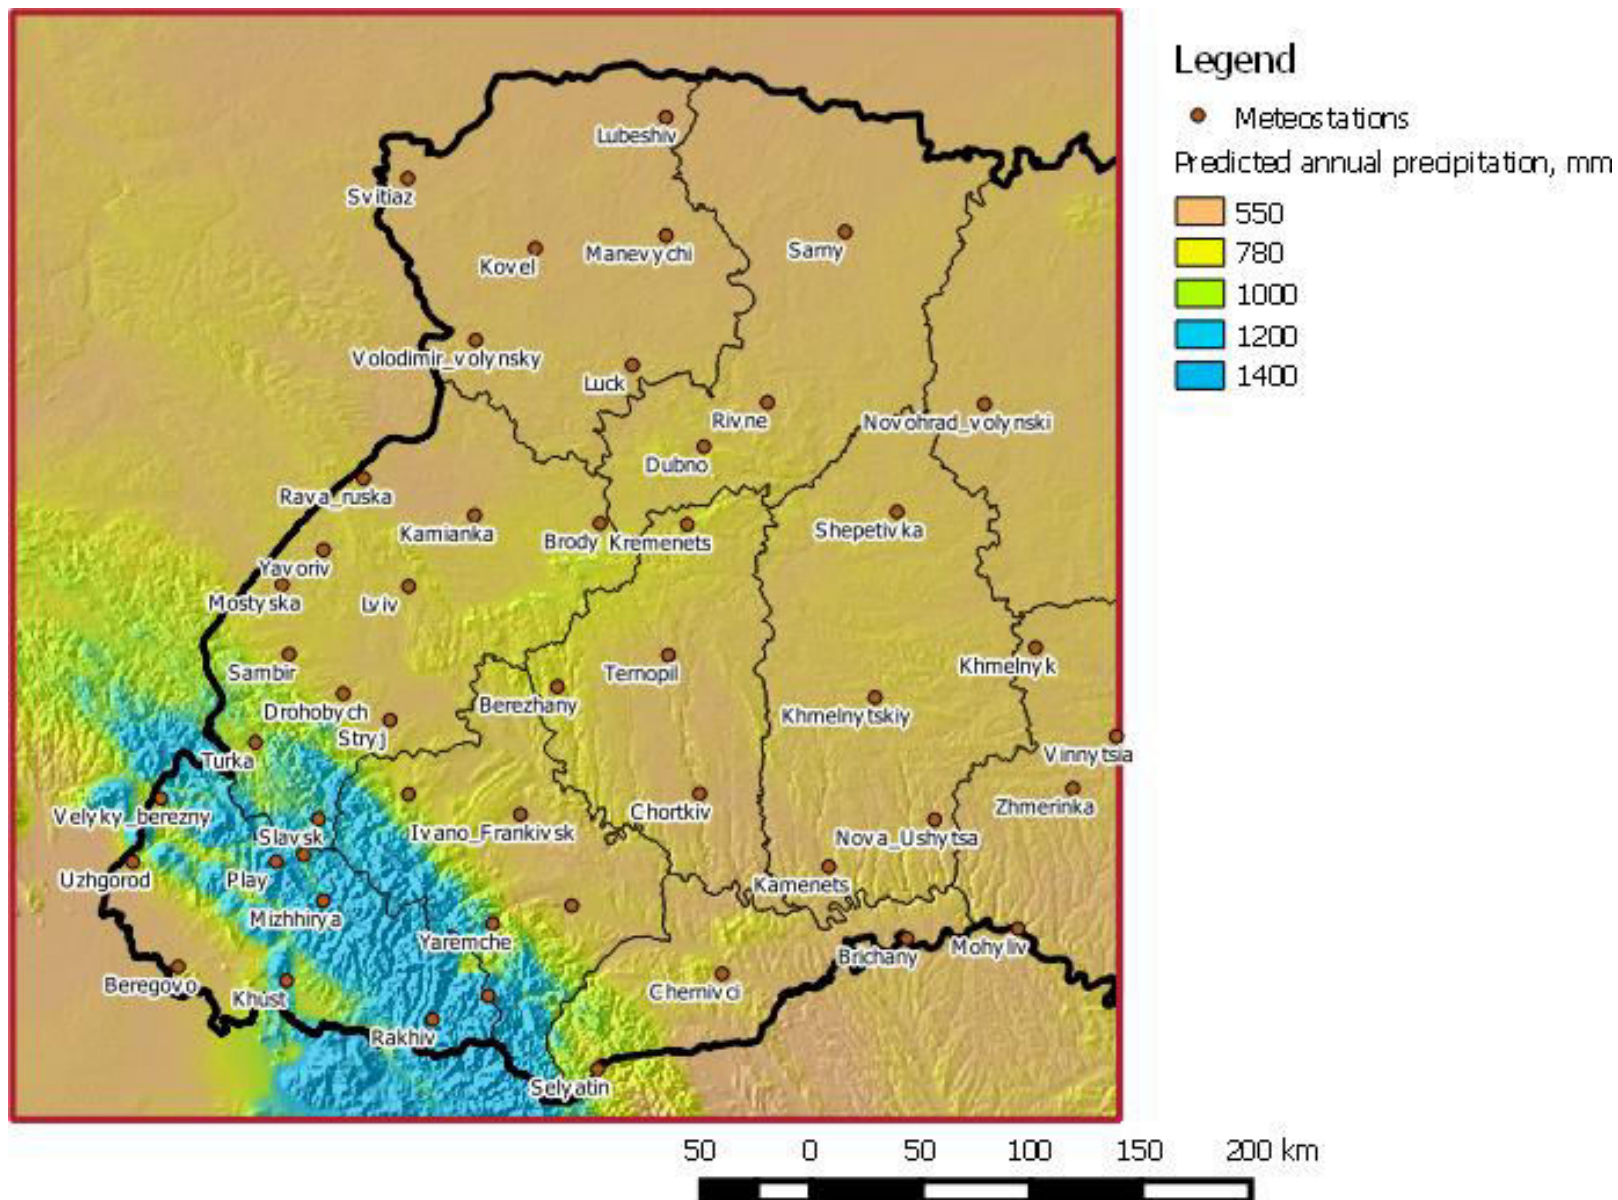 Legend
Meteostations
Predicted annual precipitation, mm
550
780
1000
1200
1400
Lubeshiv
Svitiaz
Kovel
Manevychi
Sarny
Volodimir_volynsky
Luck
Rivne
Novohrad_volynski
Dubno
Rava_ruska
Kamianka
Brody
Kremenets
Shepetivka
Yavoriv
Mostyska
Lviv
Sambir
Ternopil
Khmelnyk
Drohobych
Berezhany
Khmelnytskiy
Stryj
Turka
Vinnytsia
Velyky_berezny
Slavsk
Ivano_Frankivsk
Chortkiv
Zhmerinka
Nova_Ushytsa
Uzhgorod
Play
Kamenets
Mizhhirya
Yaremche
Brichany
Mohyliv
Beregovo
Khust
Chernivci
Rakhiv
Selyatin
50 0 50 100 150 200 km